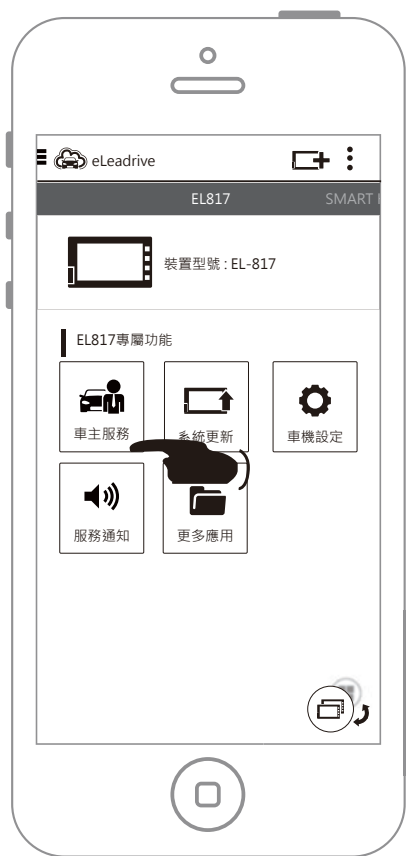 eLeadrive
EL817 SMART
裝置型號 : EL-817
EL817專屬功能
車主服務 系統更新 車機設定
服務通知 更多應用